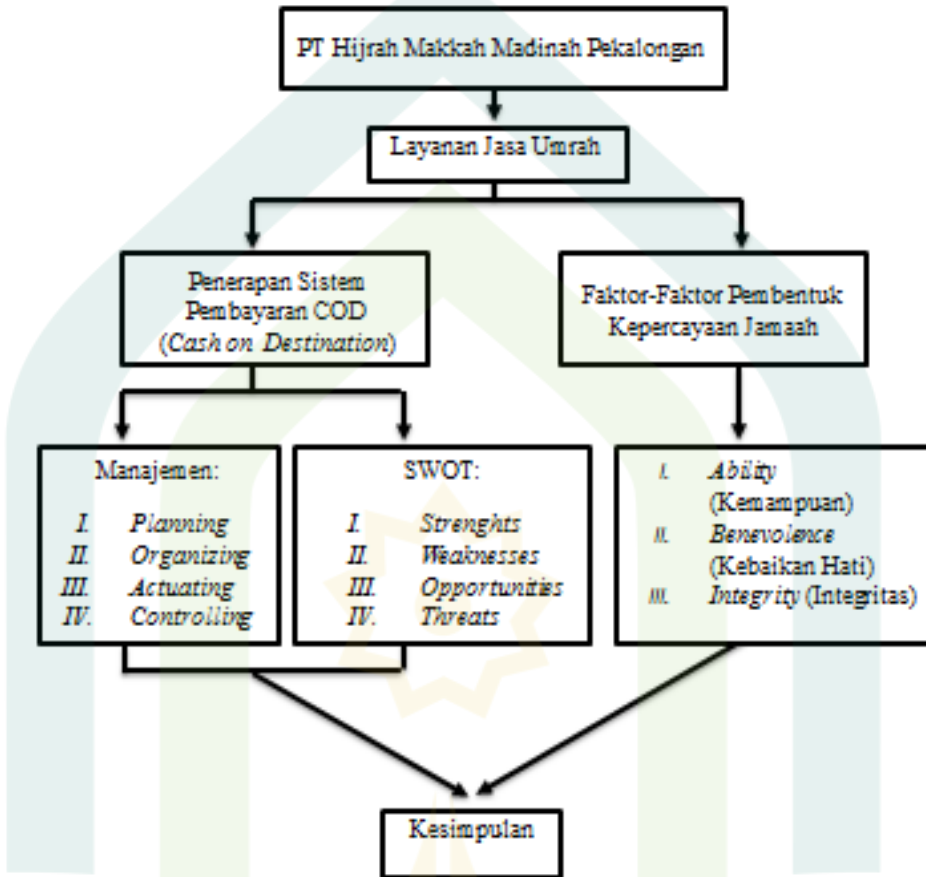 PT Hijrah Makkah Madinah Pekalongan
Layanan Jasa Umrah
Penerapan Sistem
Pembayaran COD
(Cash on Destination)
Faktor-Faktor Pembentuk
Kepercayaan Jamaah
Manajemen:
I. Planning
II. Organizing
III. Actuating
IV. Controlling
SWOT:
I. Strenghts
II. Weaknesses
III. Opportunities
IV. Threats
I. Ability
(Kemampuan)
II. Benevolence
(Kebaikan Hati)
III. Integrity (Integritas)
Kesimpulan